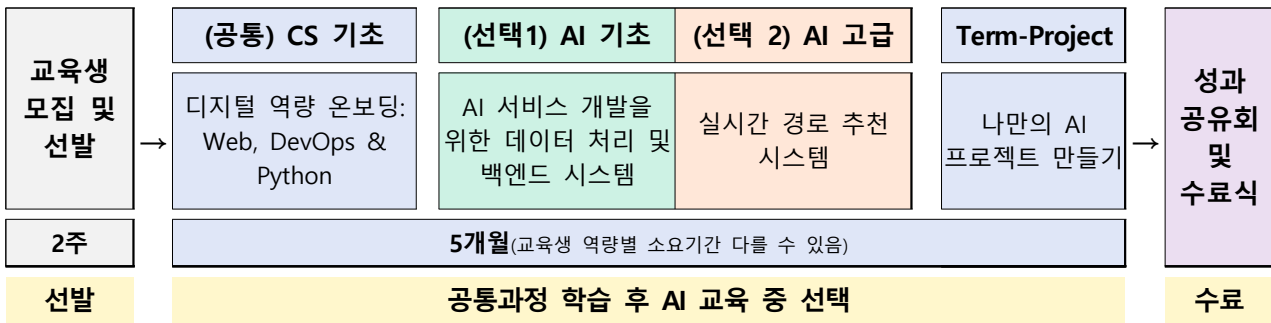 교육생
모집 및
선발
→
(공통) CS 기초
디지털 역량 온보딩:
Web, DevOps &
Python
(선택1) AI 기초
AI 서비스 개발을
위한 데이터 처리 및
백엔드 시스템
(선택 2) AI 고급
실시간 경로 추천
시스템
Term-Project
나만의 AI
프로젝트 만들기
→
성과
공유회
및
수료식
2주
5개월(교육생 역량별 소요기간 다를 수 있음)
선발
공통과정 학습 후 AI 교육 중 선택
수료